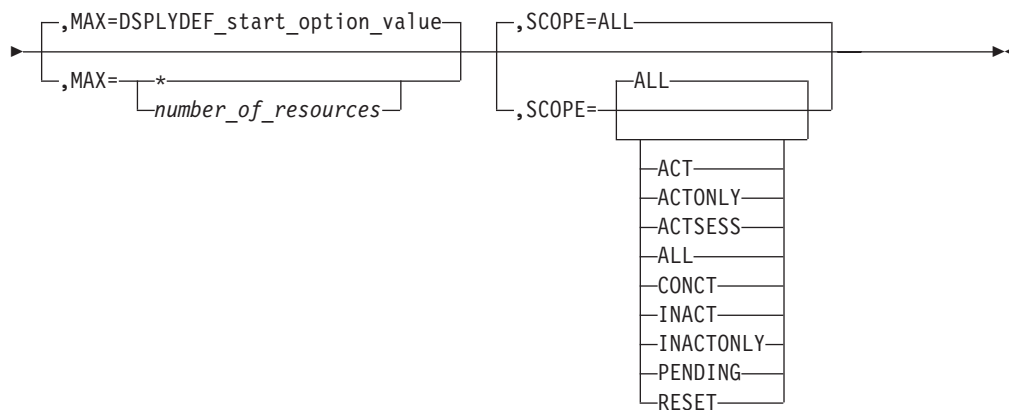 ,MAX=DSPLYDEF_start_option_value
,MAX=
*
number_of_resources
,SCOPE=ALL
,SCOPE=
ALL
ACT
ACTONLY
ACTSESS
ALL
CONCT
INACT
INACTONLY
PENDING
RESET